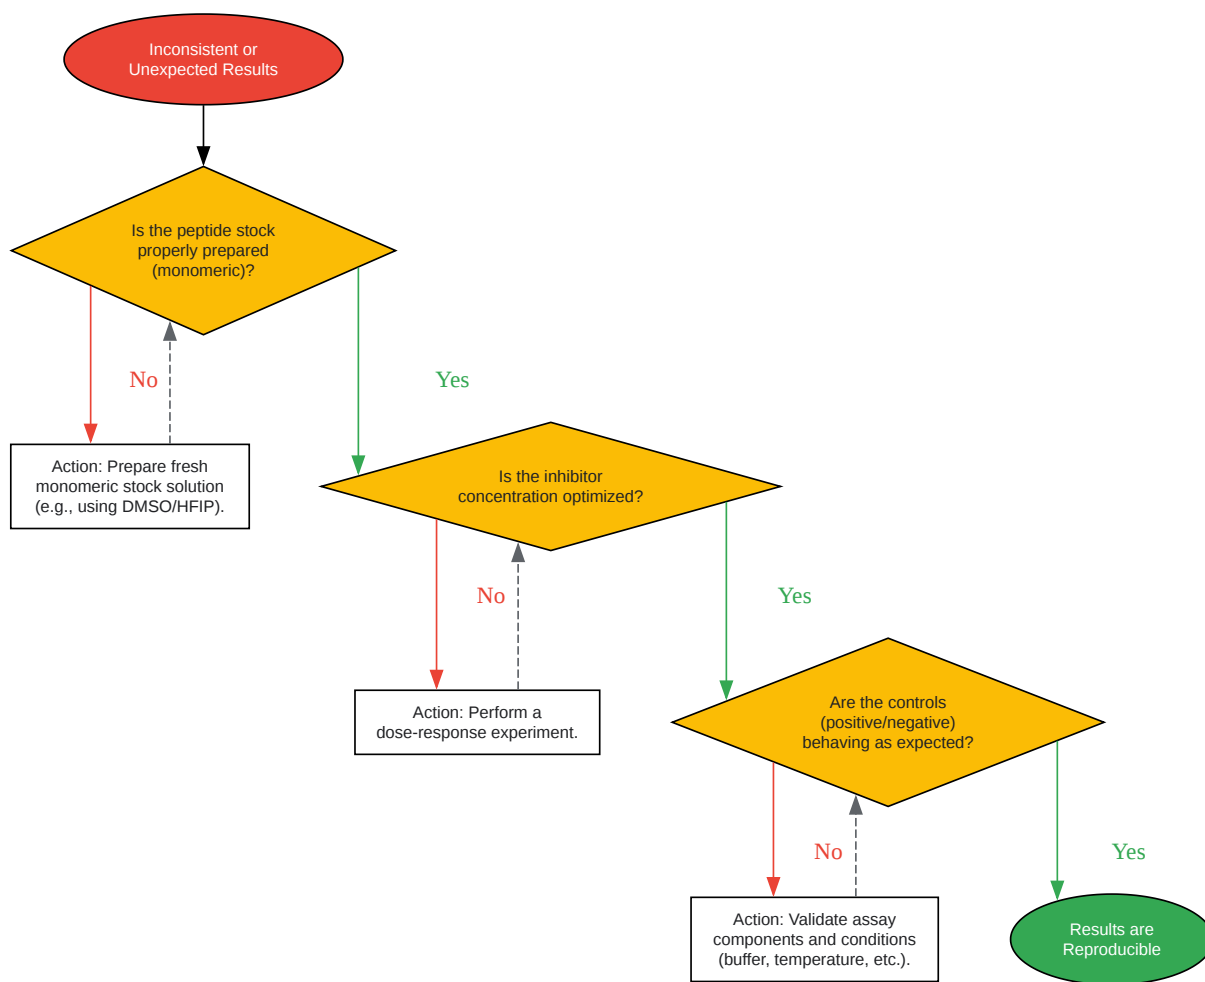 Inconsistent or
Unexpected Results
Is the peptide stock
properly prepared
(monomeric)?
No
Yes
Action: Prepare fresh
monomeric stock solution
(e.g., using DMSO/HFIP).
Is the inhibitor
concentration optimized?
No
Yes
Action: Perform a
dose-response experiment.
Are the controls
(positive/negative)
behaving as expected?
No
Yes
Action: Validate assay
components and conditions
(buffer, temperature, etc.).
Results are
Reproducible